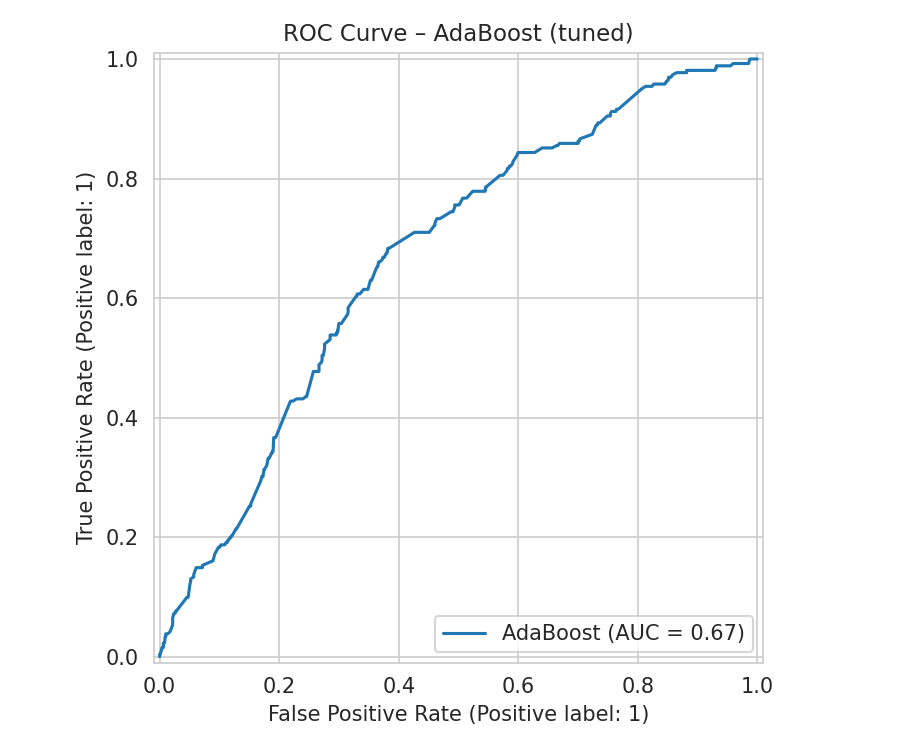 ROC Curve – AdaBoost (tuned)
True Positive Rate (Positive label: 1)
1.0
0.8
0.6
0.4
0.2
0.0
AdaBoost (AUC = 0.67)
0.0 0.2 0.4 0.6 0.8 1.0
False Positive Rate (Positive label: 1)